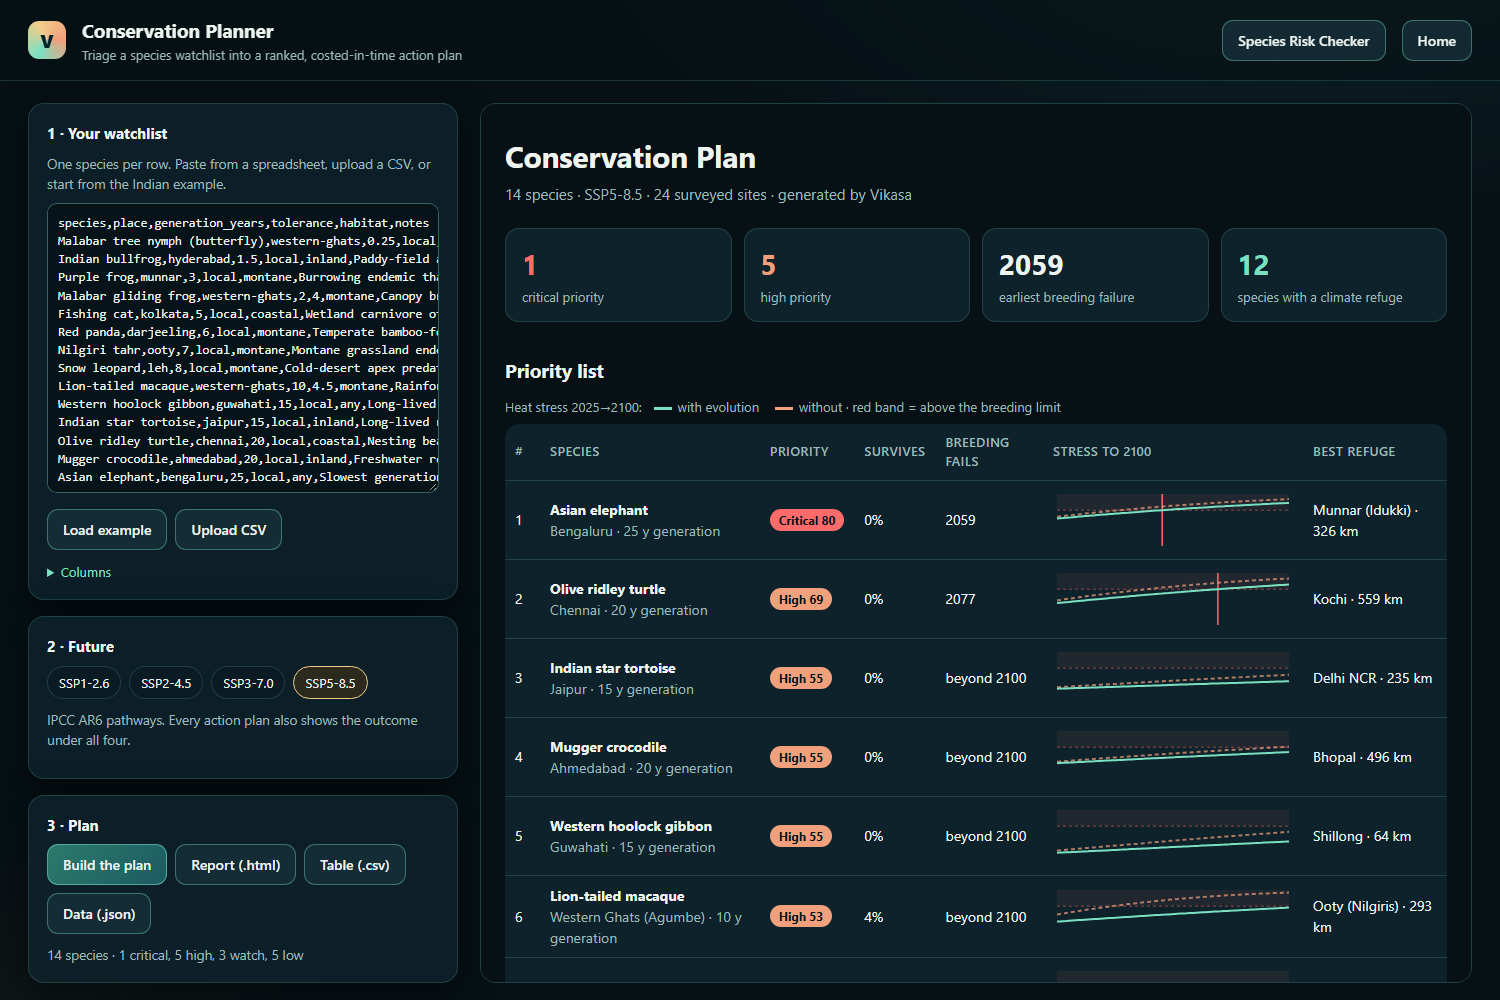 V
Conservation Planner
Triage a species watchlist into a ranked, costed-in-time action plan
Species Risk Checker
Home
1 · Your watchlist
One species per row. Paste from a spreadsheet, upload a CSV, or
start from the Indian example.
species,place,generation_years,tolerance,habitat,notes
Malabar tree nymph (butterfly),western-ghats,0.25,local,
Indian bullfrog,hyderabad,1.5,local,inland,Paddy-field
Purple frog,munnar,3,local,montane,Burrowing endemic
Malabar gliding frog,western-ghats,2,4,montane,Canopy
Fishing cat,kolkata,5,local,coastal,Wetland carnivore
Red panda,darjeeling,6,local,montane,Temperate
Nilgiri tahr,ooty,7,local,montane,Montane grassland
Snow leopard,leh,8,local,montane,Cold-desert apex
Lion-tailed macaque,western-ghats,10,4.5,montane,
Western hoolock gibbon,guwahati,15,local,any,Long-lived
Indian star tortoise,jaipur,15,local,inland,Long-lived
Olive ridley turtle,chennai,20,local,coastal,Nesting
Mugger crocodile,ahmedabad,20,local,inland,Freshwater
Asian elephant,bengaluru,25,local,any,Slowest
Load example
Upload CSV
Columns
2 · Future
SSP1-2.6
SSP2-4.5
SSP3-7.0
SSP5-8.5
IPCC AR6 pathways. Every action plan also shows the outcome
under all four.
3 · Plan
Build the plan
Report (.html)
Table (.csv)
Data (.json)
14 species · 1 critical, 5 high, 3 watch, 5 low
Conservation Plan
14 species · SSP5-8.5 · 24 surveyed sites · generated by Vikasa
1
critical priority
5
high priority
2059
earliest breeding failure
12
species with a climate refuge
Priority list
Heat stress 2025→2100: with evolution without · red band = above the breeding limit
# SPECIES PRIORITY SURVIVES BREEDING FAILS STRESS TO 2100 BEST REFUGE
1 Asian elephant Critical 80 0% 2059 Munnar (Idukki) ·
Bengaluru · 25 y generation 326 km
2 Olive ridley turtle High 69 0% 2077 Kochi · 559 km
Chennai · 20 y generation
3 Indian star tortoise High 55 0% beyond 2100 Delhi NCR · 235 km
Jaipur · 15 y generation
4 Mugger crocodile High 55 0% beyond 2100 Bhopal · 496 km
Ahmedabad · 20 y generation
5 Western hoolock gibbon High 55 0% beyond 2100 Shillong · 64 km
Guwahati · 15 y generation
6 Lion-tailed macaque High 53 4% beyond 2100 Ooty (Nilgiris) · 293
Western Ghats (Agumbe) · 10 y km
generation